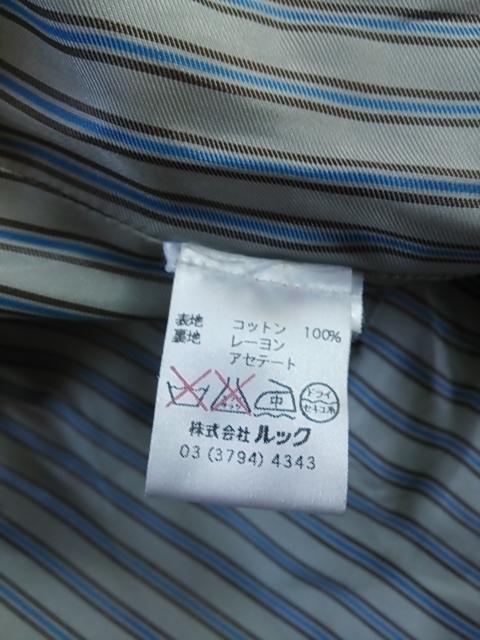 表地 コットン 100%
裏地 レーヨン
アセテート
中
ドライ
セキユ系
株式会社 ルック
03 (3794) 4343